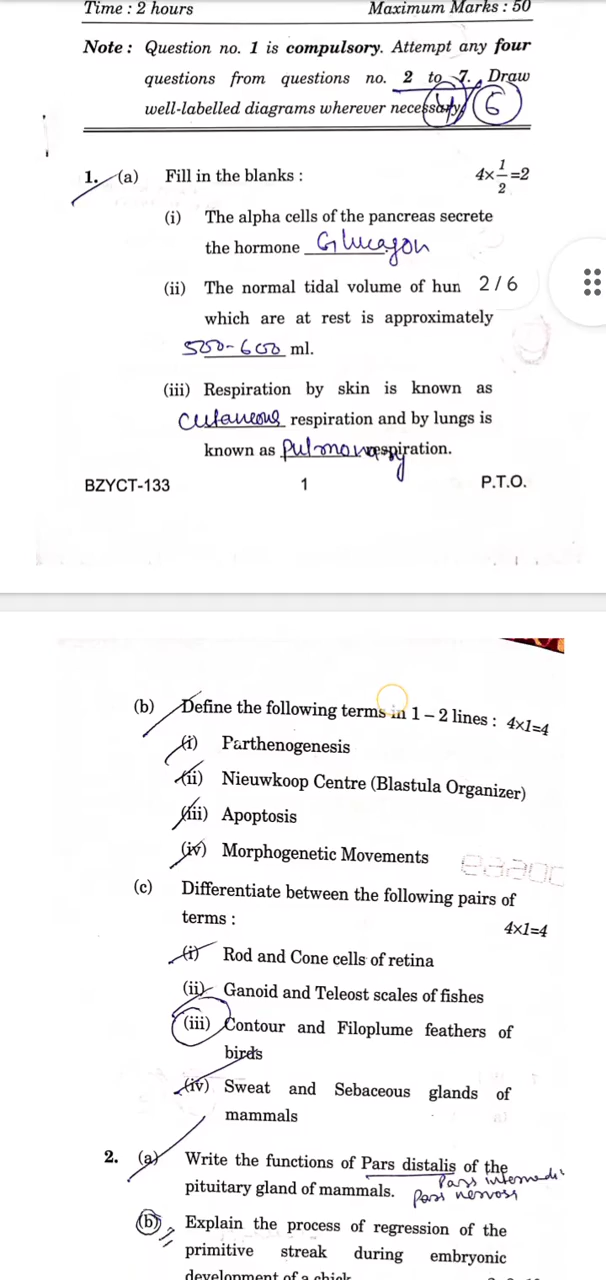 Time : 2 hours Maximum Marks : 50
Note : Question no. 1 is compulsory. Attempt any four
questions from questions no. 2 to 7. Draw
well-labelled diagrams wherever necessary.
4 6
1. (a) Fill in the blanks : 4×1/2=2
(i) The alpha cells of the pancreas secrete
the hormone Glucagon
(ii) The normal tidal volume of hun 2 / 6
which are at rest is approximately
500-600 ml.
(iii) Respiration by skin is known as
cutaneous respiration and by lungs is
known as pulmonary respiration.
BZYCT-133 1 P.T.O.
(b) Define the following terms in 1 – 2 lines : 4×1=4
(i) Parthenogenesis
(ii) Nieuwkoop Centre (Blastula Organizer)
(iii) Apoptosis
(iv) Morphogenetic Movements
(c) Differentiate between the following pairs of
terms : 4×1=4
(i) Rod and Cone cells of retina
(ii) Ganoid and Teleost scales of fishes
(iii) Contour and Filoplume feathers of
birds
(iv) Sweat and Sebaceous glands of
mammals
2. (a) Write the functions of Pars distalis of the
pituitary gland of mammals.
Pars intermedi
Pars nervosa
(b) Explain the process of regression of the
primitive streak during embryonic
development of a chick